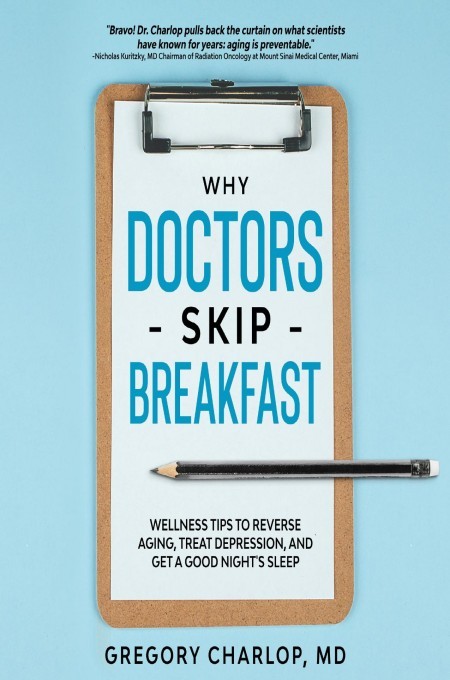 "Bravo! Dr. Charlop pulls back the curtain on what scientists
have known for years: aging is preventable."
-Nicholas Kuritzky, MD Chairman of Radiation Oncology at Mount Sinai Medical Center, Miami
WHY
DOCTORS
- SKIP -
BREAKFAST
WELLNESS TIPS TO REVERSE
AGING, TREAT DEPRESSION, AND
GET A GOOD NIGHT'S SLEEP
GREGORY CHARLOP, MD